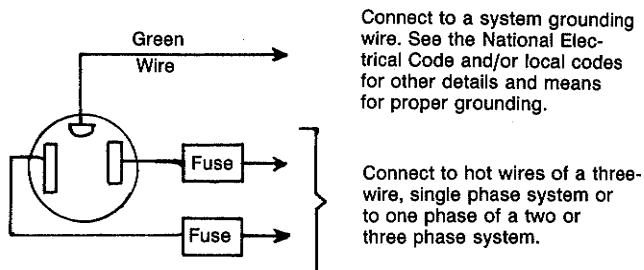 Green
Wire
Connect to a system grounding
wire. See the National Elec-
trical Code and/or local codes
for other details and means
for proper grounding.
Fuse
Fuse
Connect to hot wires of a three-
wire, single phase system or
to one phase of a two or
three phase system.